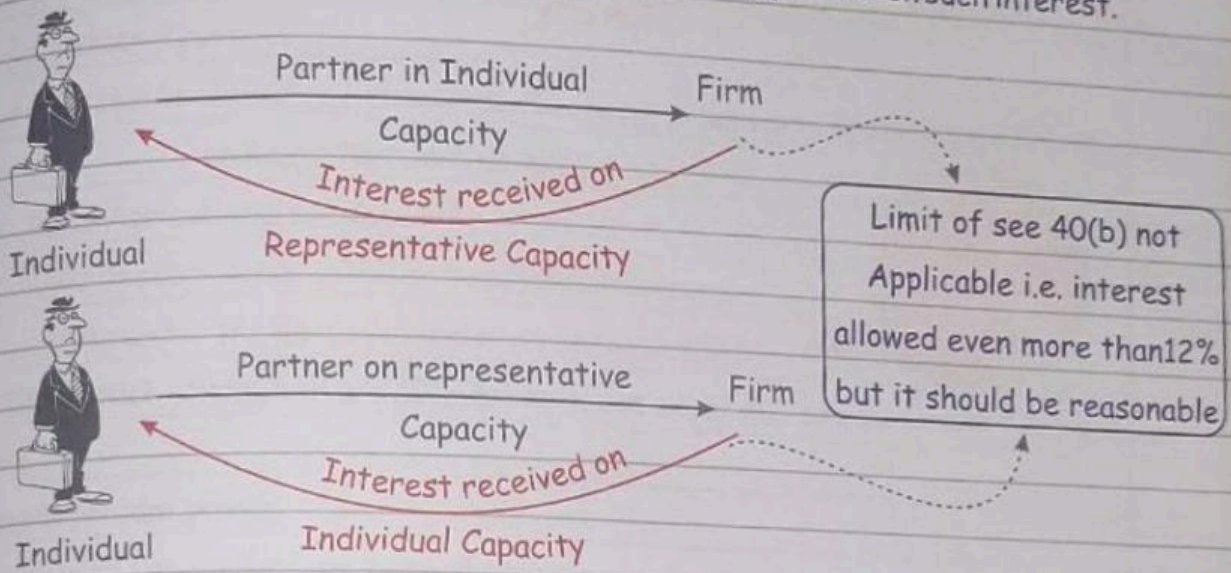 such interest.
Partner in Individual
Firm
Capacity
Interest received on
Representative Capacity
Individual
Limit of see 40(b) not
Applicable i.e. interest
allowed even more than12%
but it should be reasonable
Partner on representative
Firm
Capacity
Interest received on
Individual Capacity
Individual